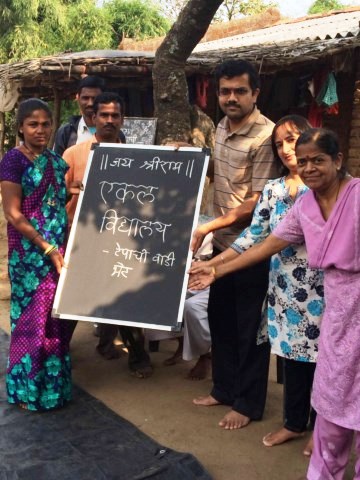 ॥ जय श्रीराम ॥
एकल
विद्यालय
- टेपाची वाडी